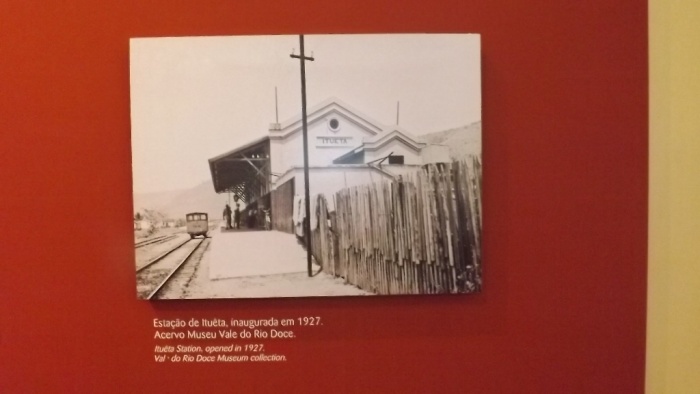 ITUÊTA
Estação de Ituêta, inaugurada em 1927.
Acervo Museu Vale do Rio Doce.
Ituêta Station, opened in 1927.
Val do Rio Doce Museum collection.